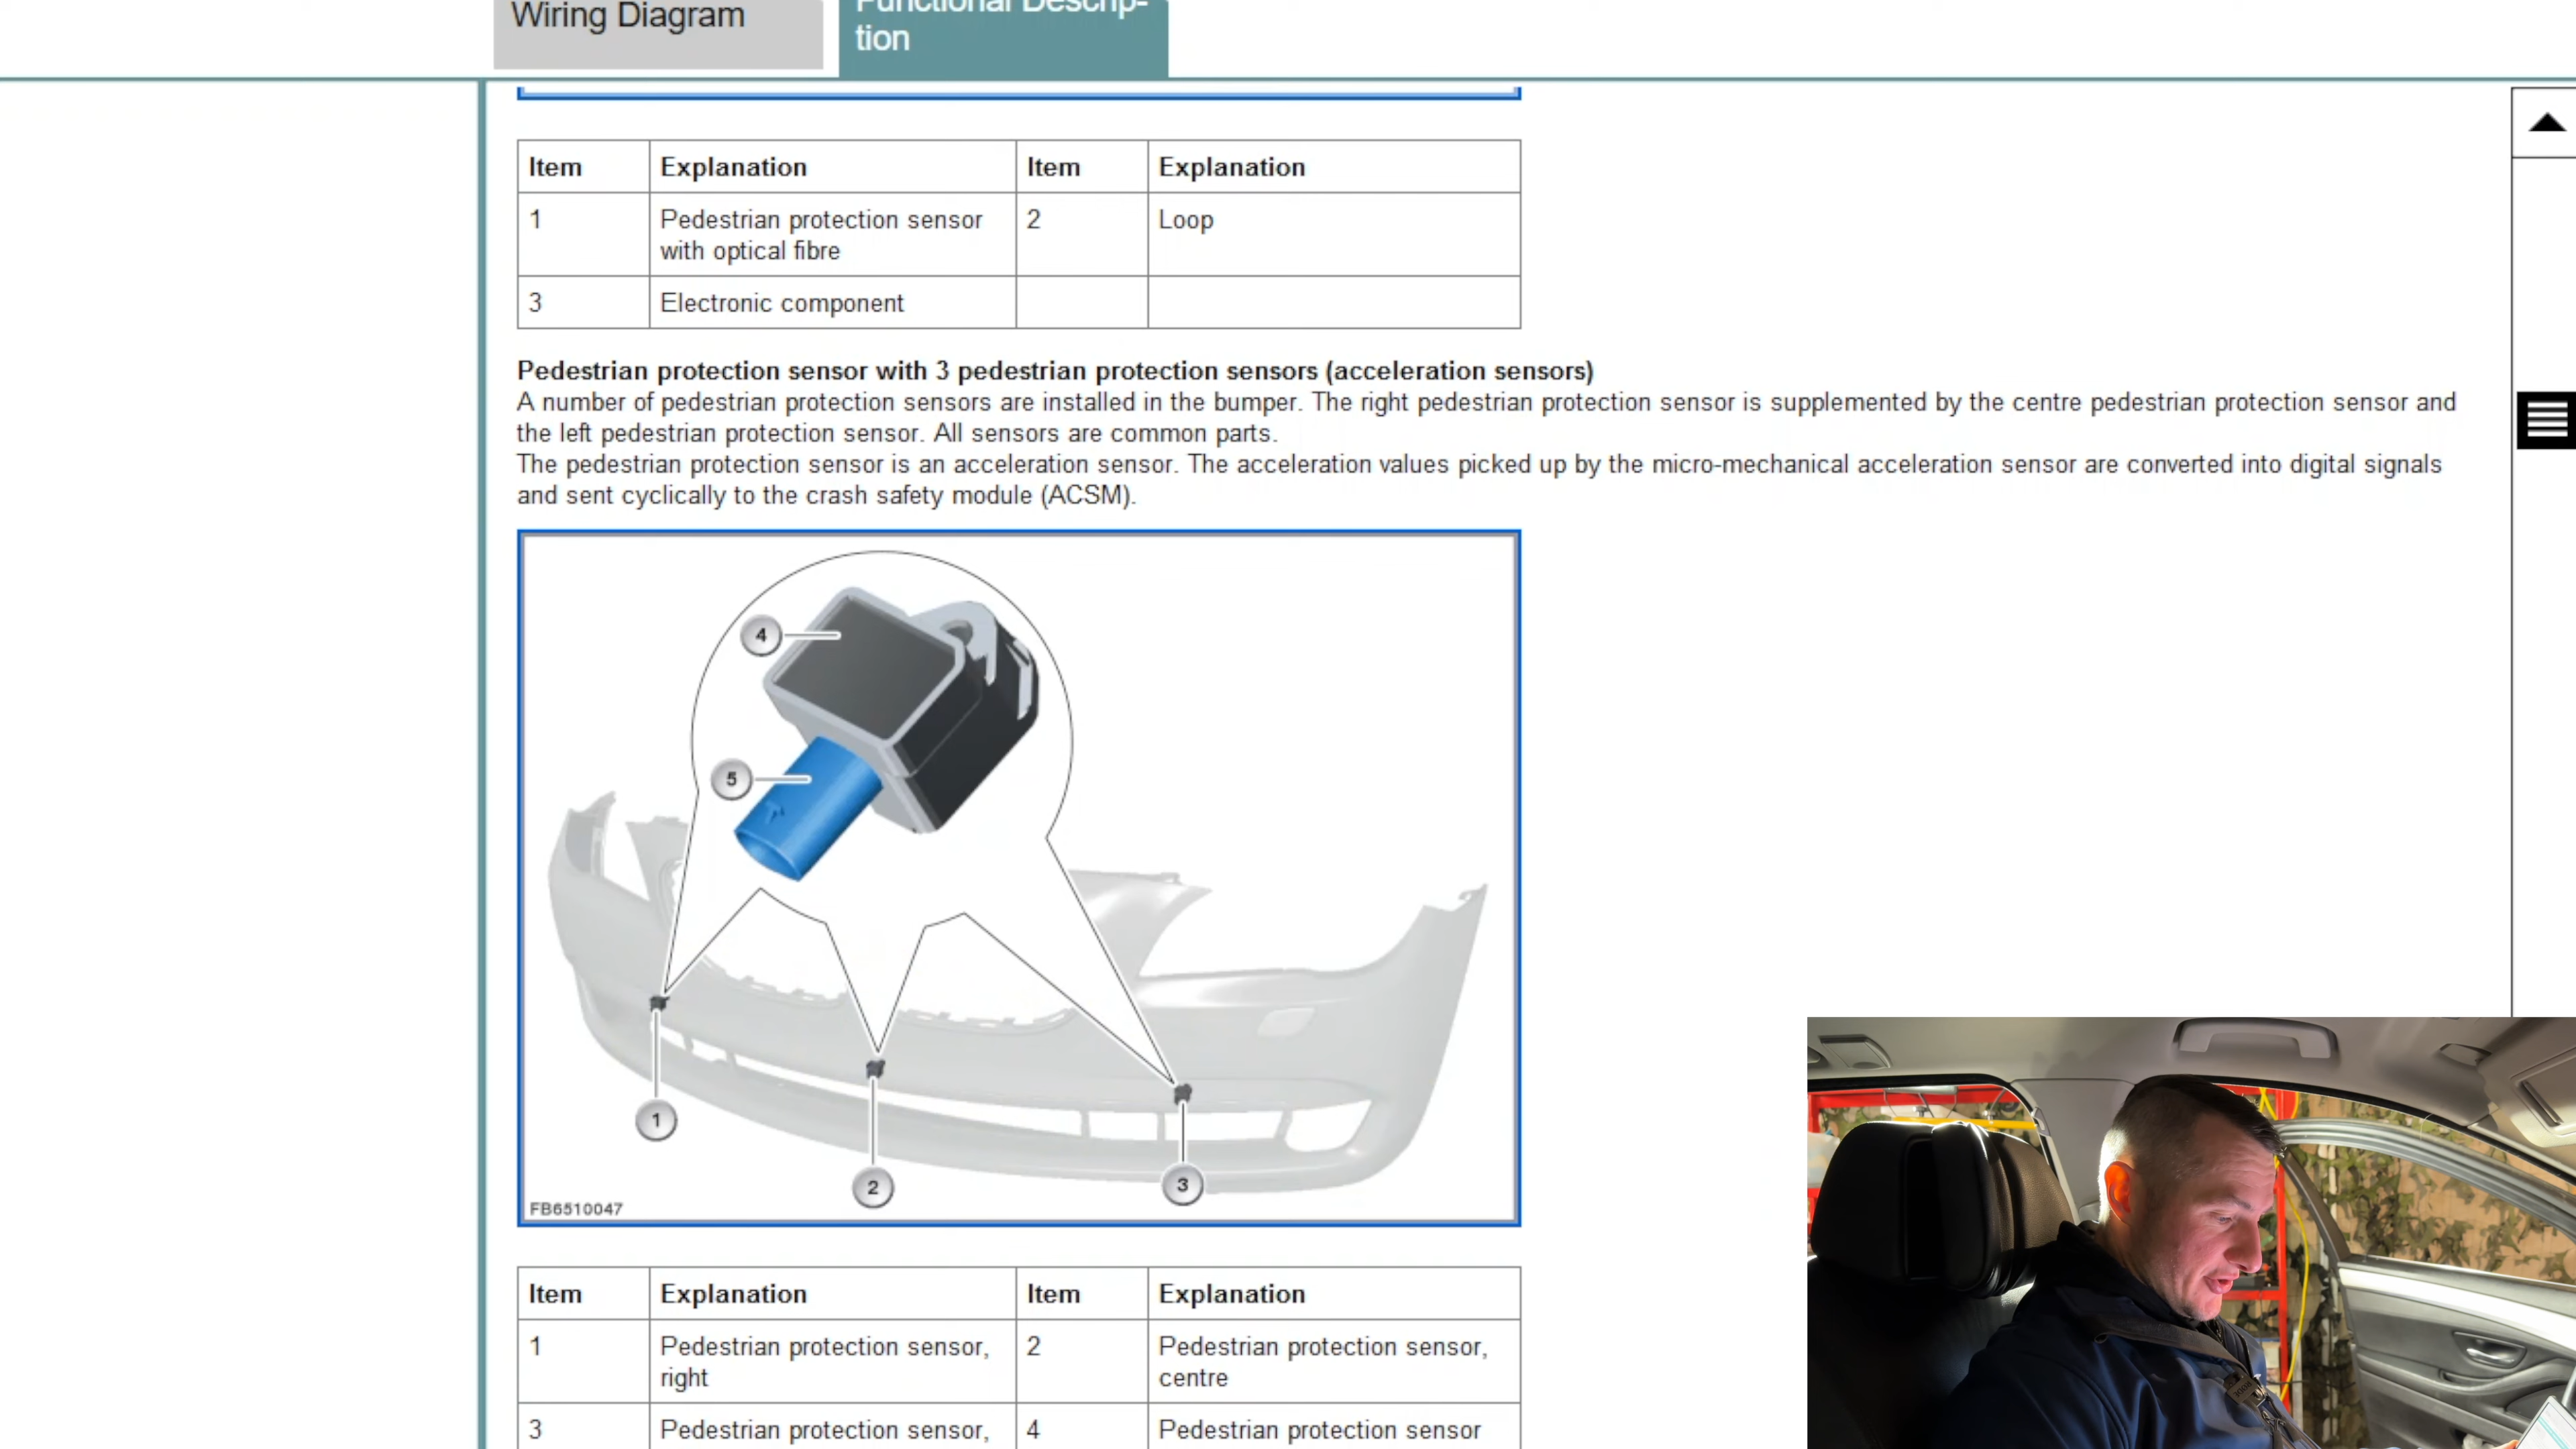 Wiring Diagram
Functional Descrip-
tion
Item Explanation Item Explanation
1 Pedestrian protection sensor 2 Loop
with optical fibre
3 Electronic component
Pedestrian protection sensor with 3 pedestrian protection sensors (acceleration sensors)
A number of pedestrian protection sensors are installed in the bumper. The right pedestrian protection sensor is supplemented by the centre pedestrian protection sensor and
the left pedestrian protection sensor. All sensors are common parts.
The pedestrian protection sensor is an acceleration sensor. The acceleration values picked up by the micro-mechanical acceleration sensor are converted into digital signals
and sent cyclically to the crash safety module (ACSM).
4
5
1
2
3
FB6510047
Item Explanation Item Explanation
1 Pedestrian protection sensor, 2 Pedestrian protection sensor,
right centre
3 Pedestrian protection sensor, 4 Pedestrian protection sensor